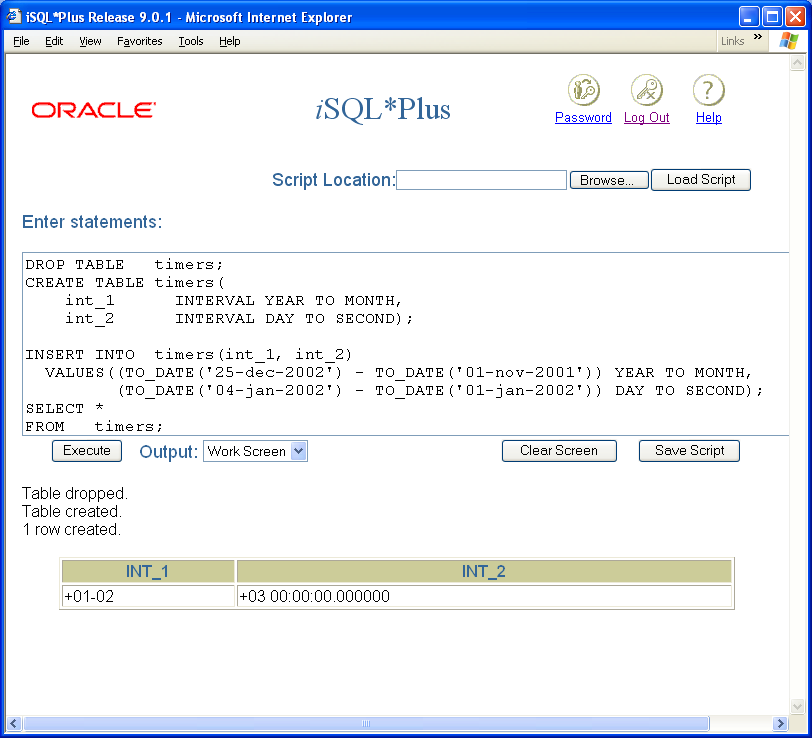 iSQL*Plus Release 9.0.1 - Microsoft Internet Explorer
File Edit View Favorites Tools Help Links »
ORACLE
iSQL*Plus
? 
Password Log Out Help
Script Location: Browse... Load Script
Enter statements:
DROP TABLE   timers;
CREATE TABLE timers(
    int_1      INTERVAL YEAR TO MONTH,
    int_2      INTERVAL DAY TO SECOND);
INSERT INTO  timers(int_1, int_2)
  VALUES((TO_DATE('25-dec-2002') - TO_DATE('01-nov-2001')) YEAR TO MONTH,
         (TO_DATE('04-jan-2002') - TO_DATE('01-jan-2002')) DAY TO SECOND);
SELECT *
FROM   timers;
Execute Output: Work Screen Clear Screen Save Script
Table dropped.
Table created.
1 row created.
INT_1 INT_2
+01-02 +03 00:00:00.000000